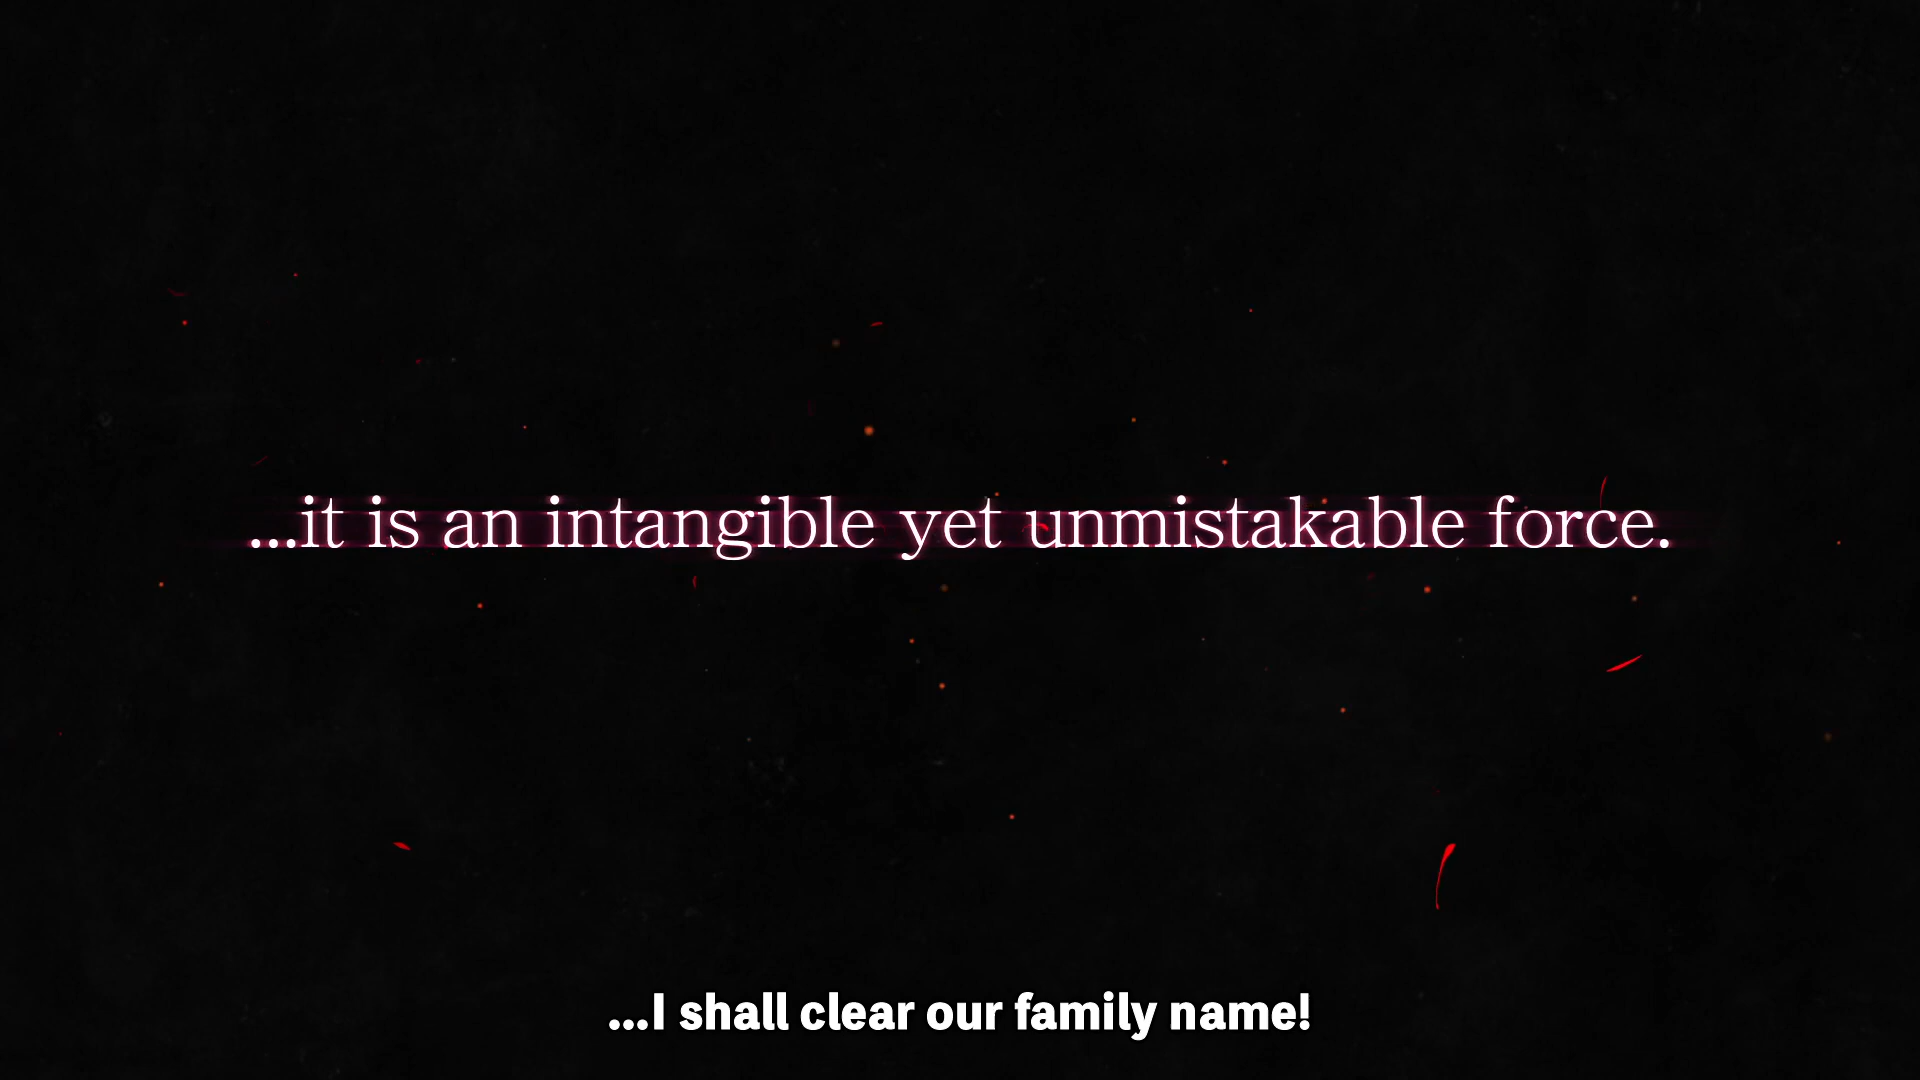 ...it is an intangible yet unmistakable force.
...I shall clear our family name!